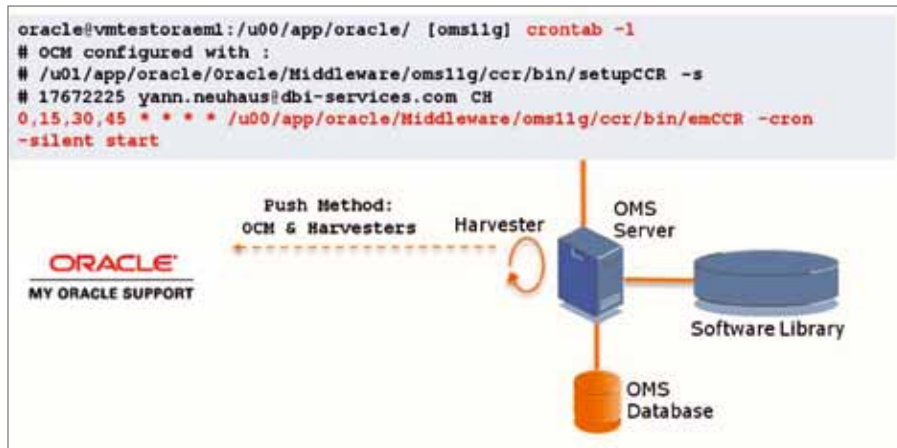 oracle@vmtestoraem1:/u00/app/oracle/ [oms11g] crontab -l
# OCM configured with :
# /u01/app/oracle/Oracle/Middleware/oms11g/ccr/bin/setupCCR -s
# 17672225 yann.neuhaus@dbi-services.com CH
0,15,30,45 * * * * /u00/app/oracle/Middleware/oms11g/ccr/bin/emCCR -cron
-silent start
Push Method:
OCM & Harvesters
Harvester
OMS
Server
ORACLE
MY ORACLE SUPPORT
Software Library
OMS
Database